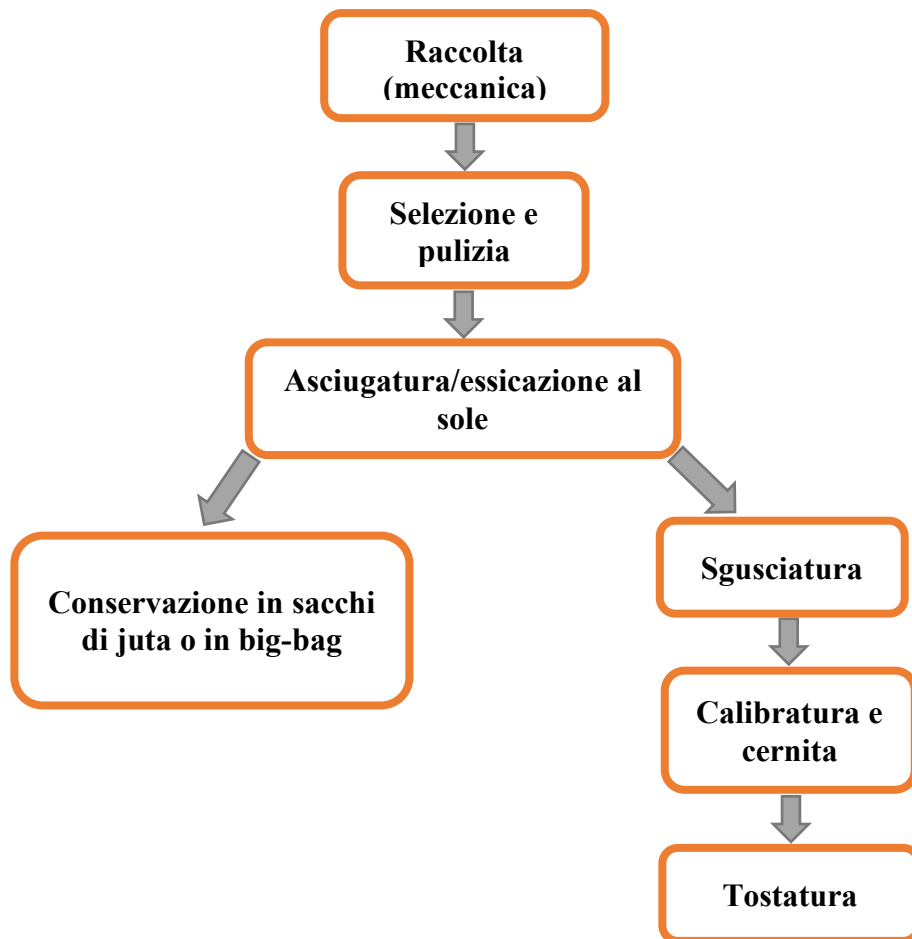 Raccolta
(meccanica)
Selezione e
pulizia
Asciugatura/essicazione al
sole
Conservazione in sacchi
di juta o in big-bag
Sgusciatura
Calibratura e
cernita
Tostatura